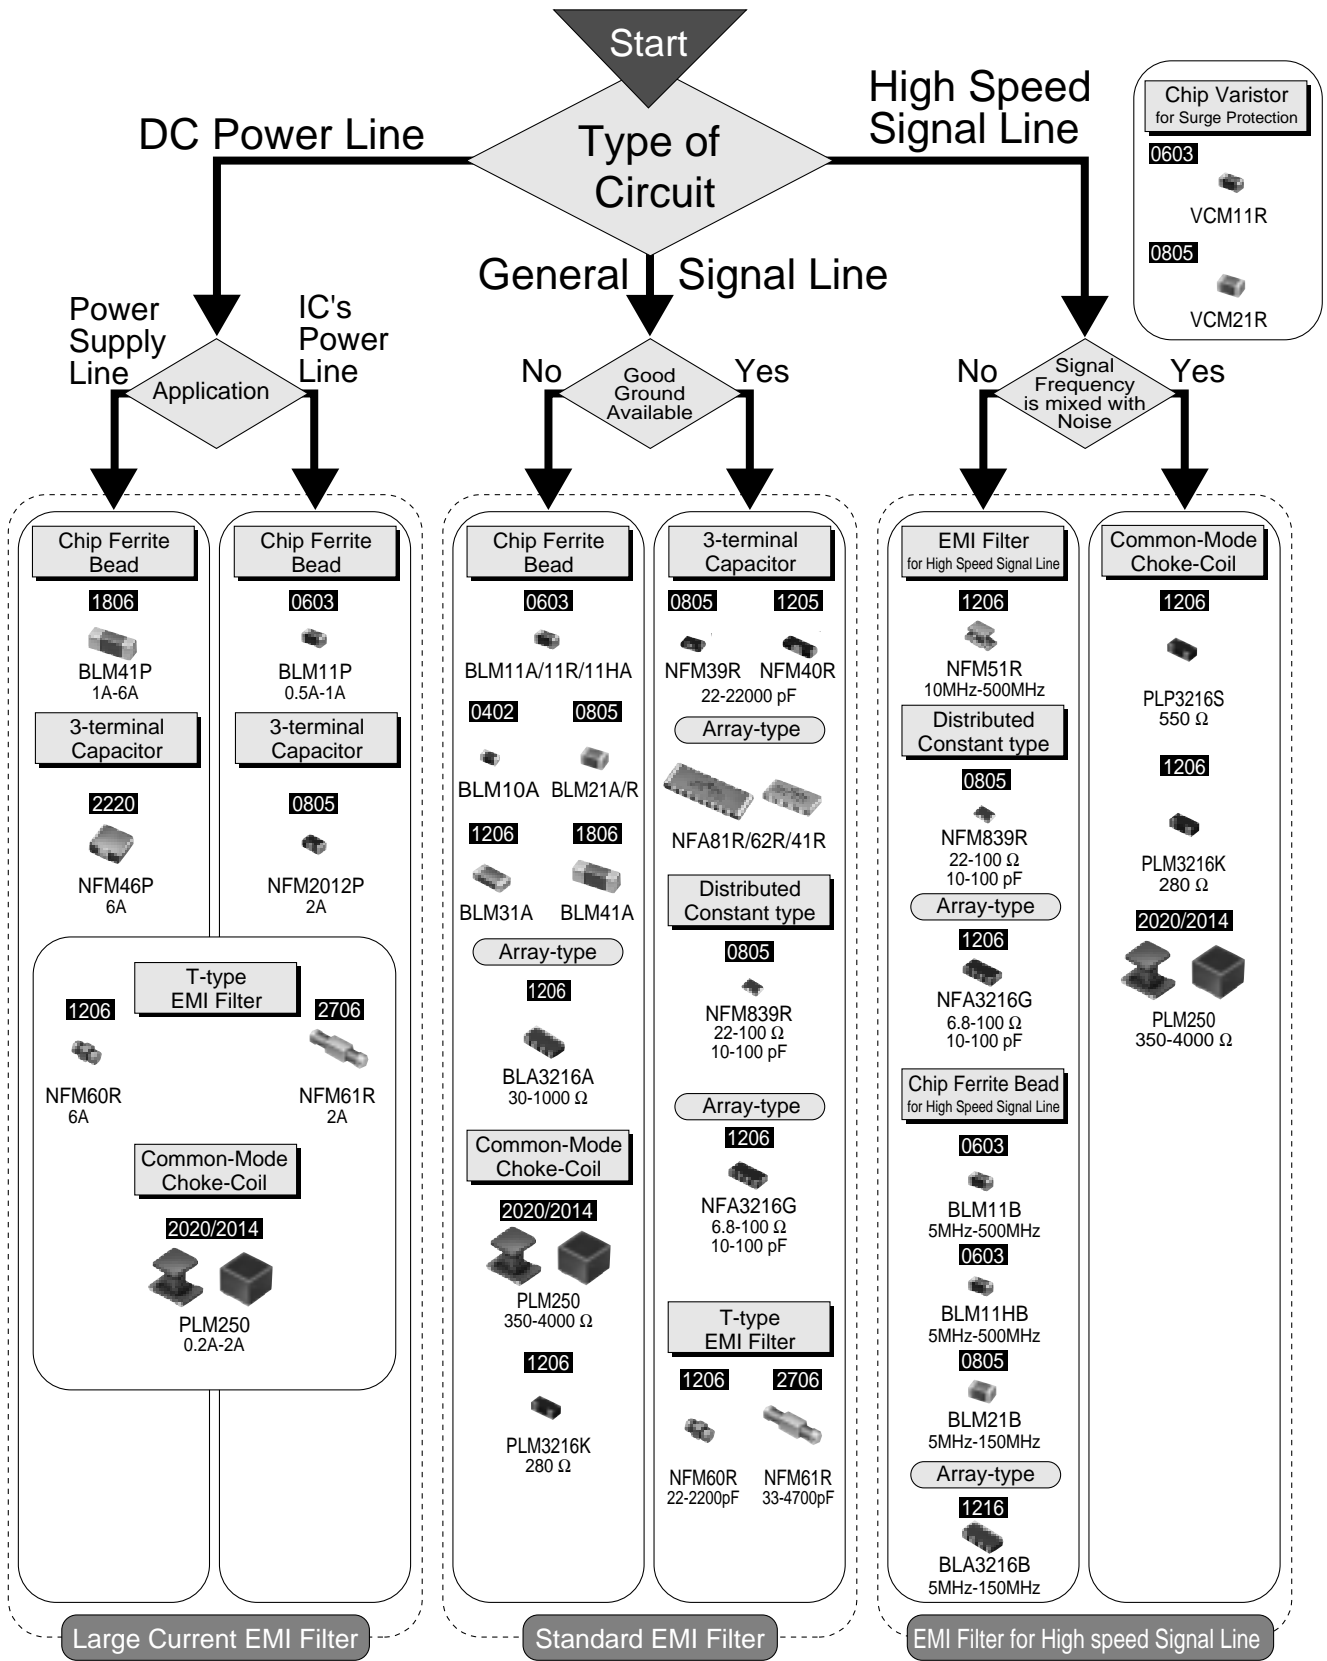 Start
Type of
Circuit
DC Power Line
High Speed
Signal Line
General Signal Line
Chip Varistor
for Surge Protection
0603
VCM11R
0805
VCM21R
Power
Supply
Line
IC's
Power
Line
Application
No
Good
Ground
Available
Yes
No
Signal
Frequency
is mixed with
Noise
Yes
Chip Ferrite
Bead
1806
BLM41P
1A-6A
3-terminal
Capacitor
2220
NFM46P
6A
Chip Ferrite
Bead
0603
BLM11P
0.5A-1A
3-terminal
Capacitor
0805
NFM2012P
2A
T-type
EMI Filter
1206
NFM60R
6A
2706
NFM61R
2A
Common-Mode
Choke-Coil
2020/2014
PLM250
0.2A-2A
Large Current EMI Filter
Chip Ferrite
Bead
0603
BLM11A/11R/11HA
0402 0805
BLM10A BLM21A/R
1206 1806
BLM31A BLM41A
Array-type
1206
BLA3216A
30-1000 Ω
Common-Mode
Choke-Coil
2020/2014
PLM250
350-4000 Ω
1206
PLM3216K
280 Ω
3-terminal
Capacitor
0805 1205
NFM39R NFM40R
22-22000 pF
Array-type
NFA81R/62R/41R
Distributed
Constant type
0805
NFM839R
22-100 Ω
10-100 pF
Array-type
1206
NFA3216G
6.8-100 Ω
10-100 pF
T-type
EMI Filter
1206 2706
NFM60R NFM61R
22-2200pF 33-4700pF
Standard EMI Filter
EMI Filter
for High Speed Signal Line
1206
NFM51R
10MHz-500MHz
Distributed
Constant type
0805
NFM839R
22-100 Ω
10-100 pF
Array-type
1206
NFA3216G
6.8-100 Ω
10-100 pF
Chip Ferrite Bead
for High Speed Signal Line
0603
BLM11B
5MHz-500MHz
0603
BLM11HB
5MHz-500MHz
0805
BLM21B
5MHz-150MHz
Array-type
1216
BLA3216B
5MHz-150MHz
Common-Mode
Choke-Coil
1206
PLP3216S
550 Ω
1206
PLM3216K
280 Ω
2020/2014
PLM250
350-4000 Ω
EMI Filter for High speed Signal Line